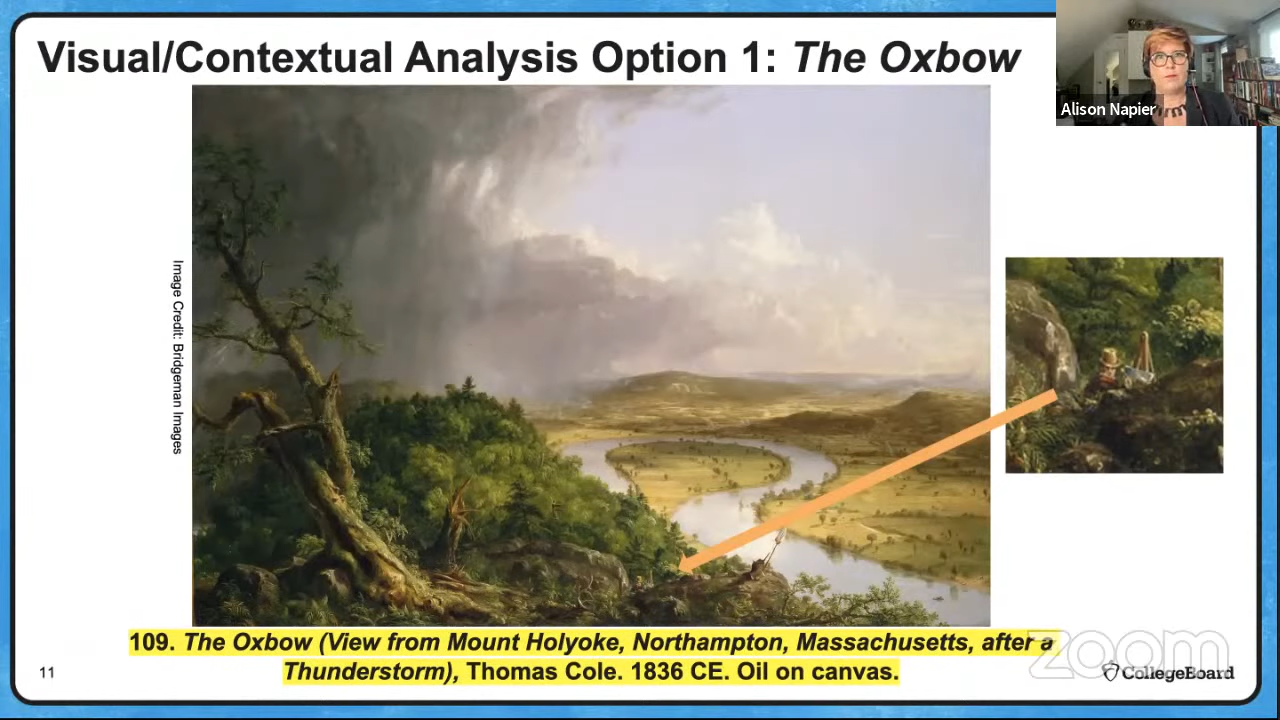 Visual/Contextual Analysis Option 1: The Oxbow
Alison Napier
Image Credit: Bridgeman Images
109. The Oxbow (View from Mount Holyoke, Northampton, Massachusetts, after a
Thunderstorm), Thomas Cole. 1836 CE. Oil on canvas.
zoom
11
CollegeBoard